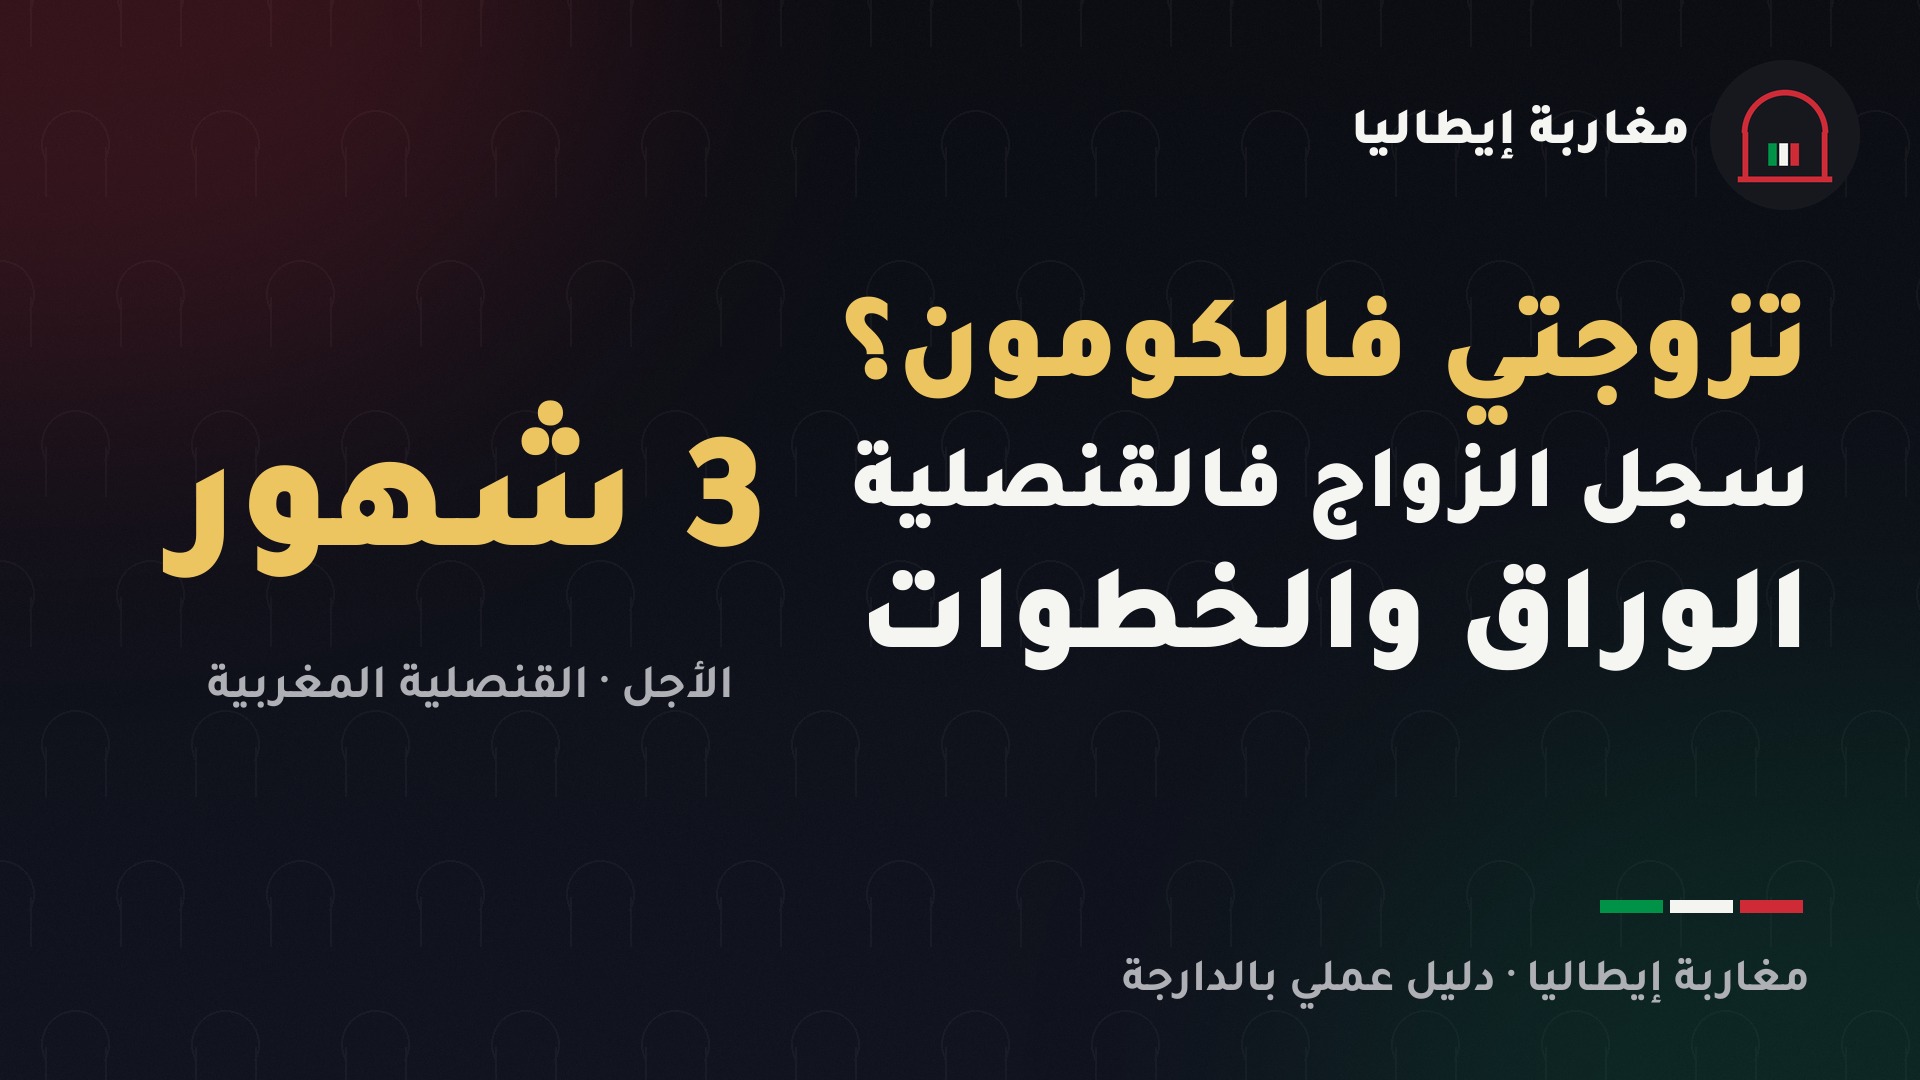 مغاربة إيطاليا
تزوجتي فالكومون؟
سجل الزواج فالقنصلية
الوراق والخطوات
3 شهور
الأجل · القنصلية المغربية
مغاربة إيطاليا · دليل عملي بالدارجة